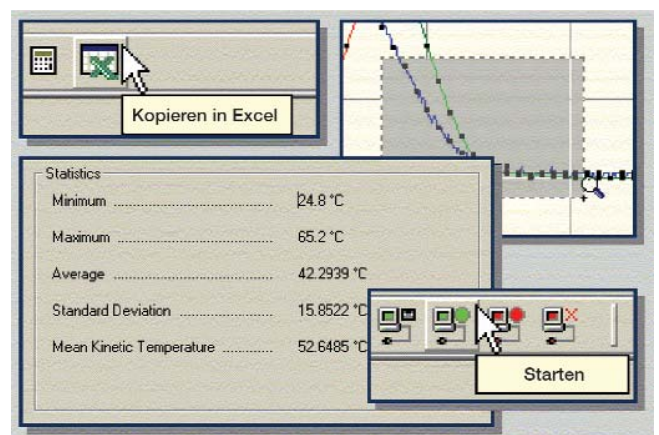 Kopieren in Excel
Statistics
Minimum ........................................ 24.8 °C
Maximum ....................................... 65.2 °C
Average ......................................... 42.2939 °C
Standard Deviation ........................ 15.8522 °C
Mean Kinetic Temperature ............. 52.6485 °C
Starten